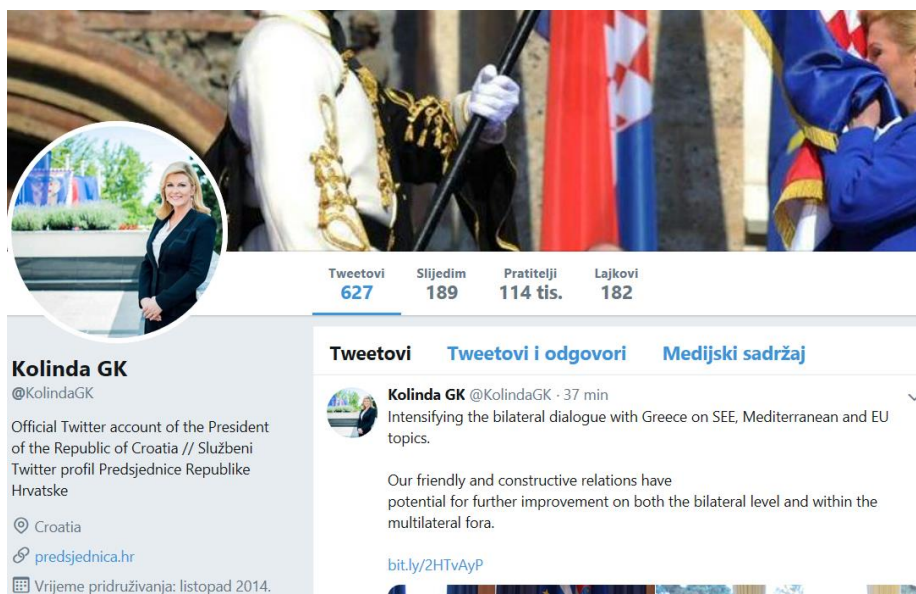 Tweetovi
627
Slijedim
189
Pratitelji
114 tis.
Lajkovi
182
Kolinda GK
@KolindaGK
Official Twitter account of the President
of the Republic of Croatia // Službeni
Twitter profil Predsjednice Republike
Hrvatske
Croatia
predsjednica.hr
Vrijeme pridruživanja: listopad 2014.
Tweetovi Tweetovi i odgovori Medijski sadržaj
Kolinda GK @KolindaGK · 37 min
Intensifying the bilateral dialogue with Greece on SEE, Mediterranean and EU
topics.
Our friendly and constructive relations have
potential for further improvement on both the bilateral level and within the
multilateral fora.
bit.ly/2HTvAyP